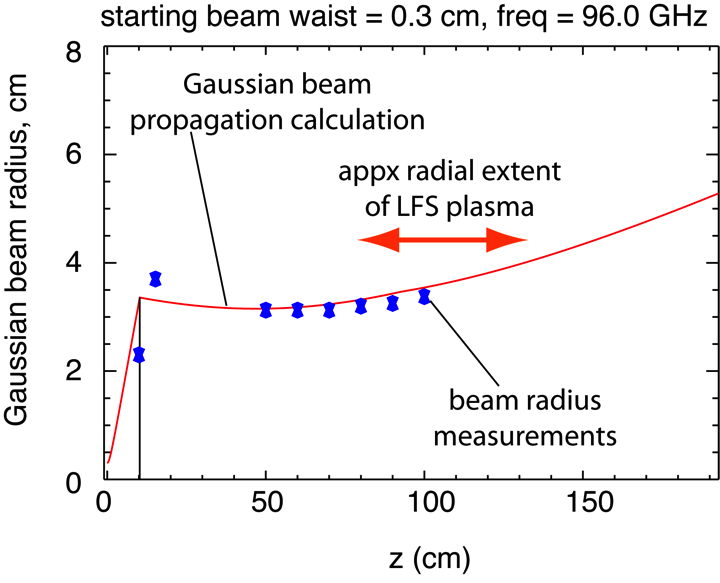 starting beam waist = 0.3 cm, freq = 96.0 GHz
Gaussian beam radius, cm
8
6
4
2
0
Gaussian beam
propagation calculation
appx radial extent
of LFS plasma
beam radius
measurements
0 50 100 150
z (cm)